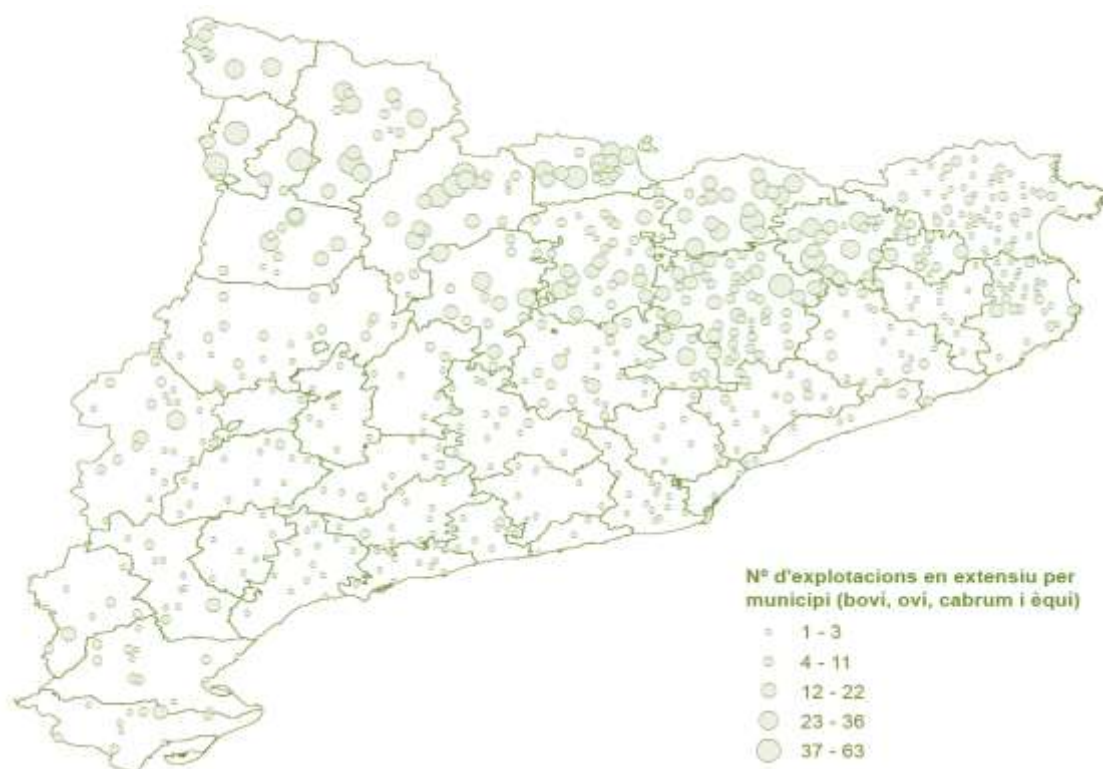 Nº d'explotacions en extensiu per
municipi (bovi, oví, cabrum i èqui)
1 - 3
4 - 11
12 - 22
23 - 36
37 - 63